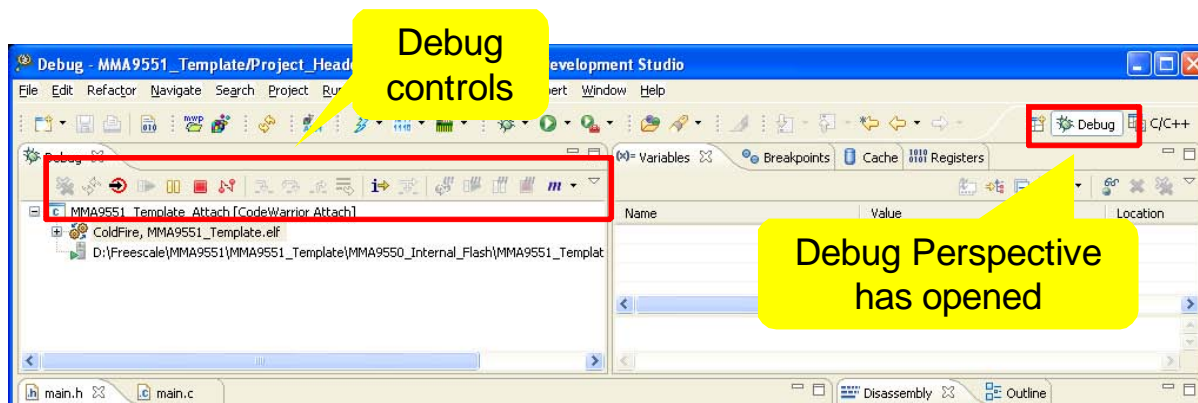 Debug
controls
Debug - MMA9551_Template/Project_Head
evelopment Studio
File Edit Refactor Navigate Search Project
Window Help
Debug
C/C++
Debug
(x)= Variables
Breakpoints
Cache
Registers
MMA9551_Template_Attach [CodeWarrior Attach]
Name
Value
Location
ColdFire, MMA9551_Template.elf
D:\Freescale\MMA9551\MMA9551_Template\MMA9550_Internal_Flash\MMA9551_Templat
Debug Perspective
has opened
main.h
main.c
Disassembly
Outline